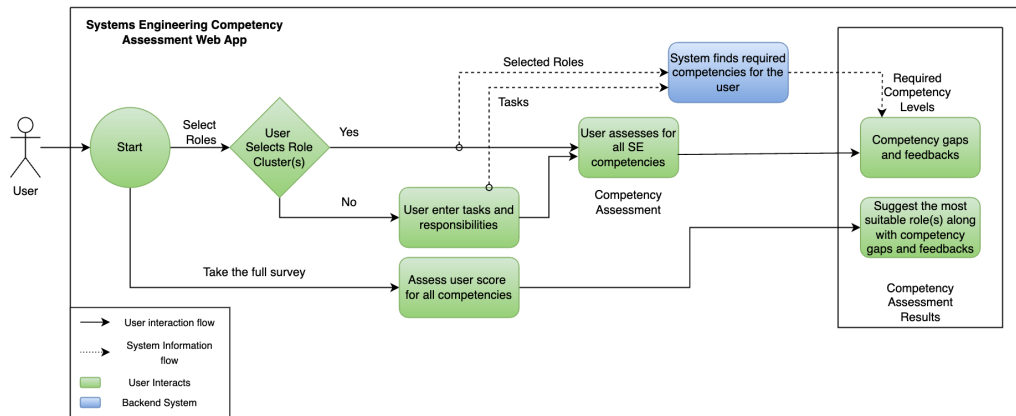 Systems Engineering Competency
Assessment Web App
User
Start
Select
Roles
User
Selects Role
Cluster(s)
Yes
No
Selected Roles
Tasks
System finds required
competencies for the
user
Required
Competency
Levels
User assesses for
all SE
competencies
Competency
Assessment
Competency gaps
and feedbacks
User enter tasks and
responsibilities
Suggest the most
suitable role(s) along
with competency
gaps and feedbacks
Take the full survey
Assess user score
for all competencies
Competency
Assessment
Results
User interaction flow
System Information
flow
User Interacts
Backend System